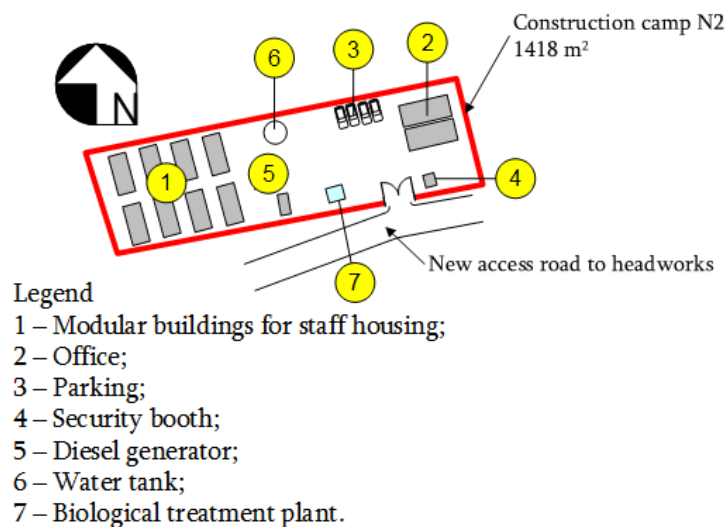 Construction camp N2
1418 m²
2
3
6
N
5
1
4
New access road to headworks
7
Legend
1 – Modular buildings for staff housing;
2 – Office;
3 – Parking;
4 – Security booth;
5 – Diesel generator;
6 – Water tank;
7 – Biological treatment plant.